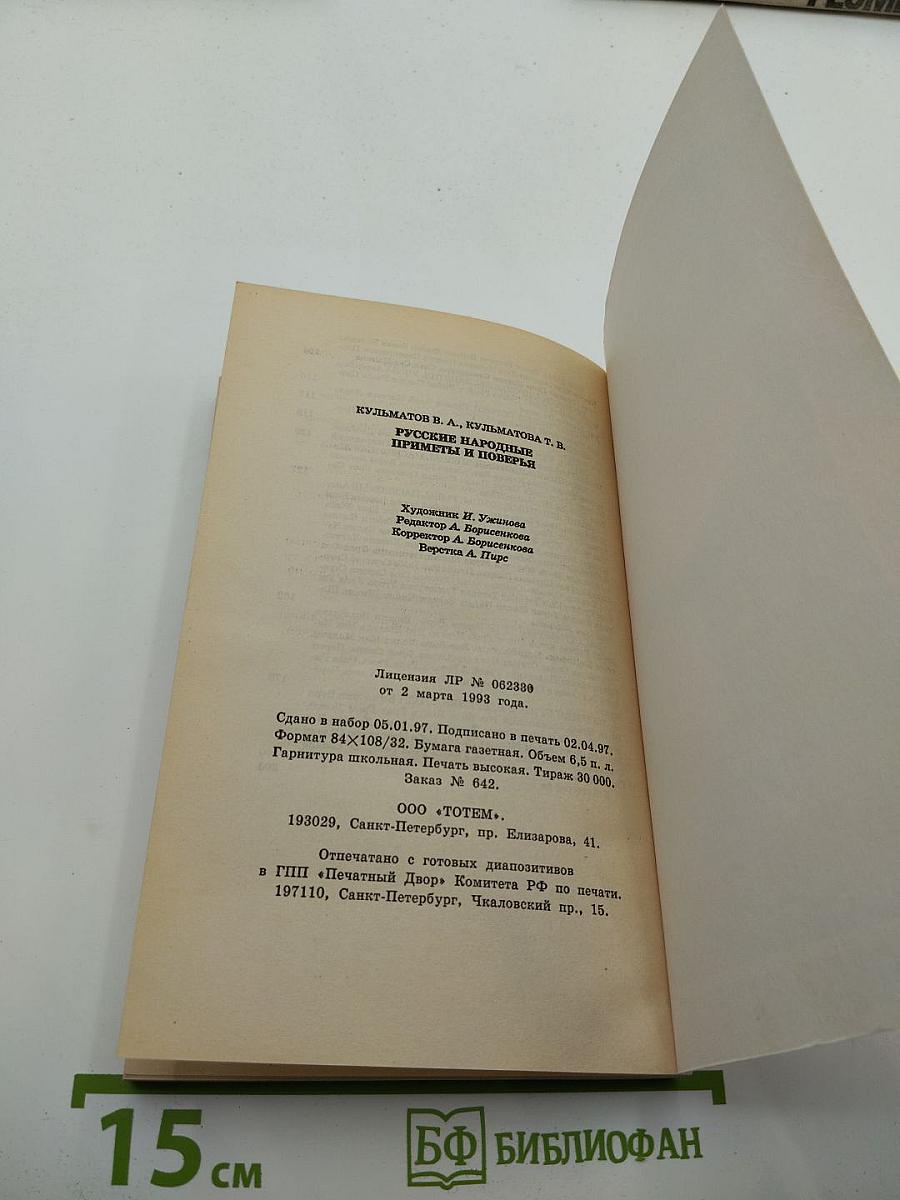 КУЛЬМАТОВ В. А., КУЛЬМАТОВА Т. В.
РУССКИЕ НАРОДНЫЕ
ПРИМЕТЫ И ПОВЕРЬЯ
Художник И. Ужинова
Редактор А. Борисенкова
Корректор А. Борисенкова
Верстка А. Пирс
Лицензия ЛР № 062330
от 2 марта 1993 года.
Сдано в набор 05.01.97. Подписано в печать 02.04.97.
Формат 84×108/32. Бумага газетная. Объем 6,5 п. л.
Гарнитура школьная. Печать высокая. Тираж 30 000.
Заказ № 642.
ООО «ТОТЕМ».
193029, Санкт-Петербург, пр. Елизарова, 41.
Отпечатано с готовых диапозитивов
в ГПП «Печатный Двор» Комитета РФ по печати.
197110, Санкт-Петербург, Чкаловский пр., 15.
15 см
БФ БИБЛИОФАН